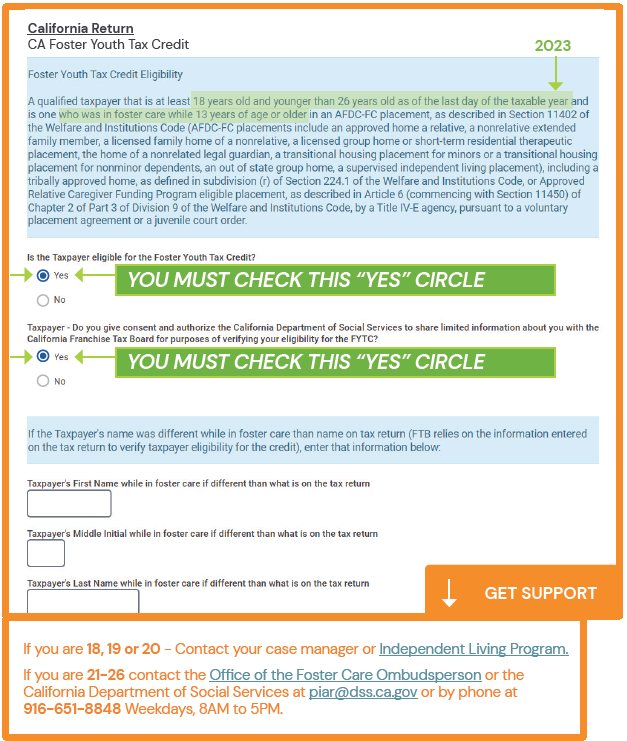 California Return
CA Foster Youth Tax Credit
2023
Foster Youth Tax Credit Eligibility
A qualified taxpayer that is at least 18 years old and younger than 26 years old as of the last day of the taxable year and
is one who was in foster care while 13 years of age or older in an AFDC-FC placement, as described in Section 11402 of
the Welfare and Institutions Code (AFDC-FC placements include an approved home a relative, a nonrelative extended
family member, a licensed family home of a nonrelative, a licensed group home or short-term residential therapeutic
placement, the home of a nonrelated legal guardian, a transitional housing placement for minors or a transitional housing
placement for nonminor dependents, an out of state group home, a supervised independent living placement), including a
tribally approved home, as defined in subdivision (r) of Section 224.1 of the Welfare and Institutions Code, or Approved
Relative Caregiver Funding Program eligible placement, as described in Article 6 (commencing with Section 11450) of
Chapter 2 of Part 3 of Division 9 of the Welfare and Institutions Code, by a Title IV-E agency, pursuant to a voluntary
placement agreement or a juvenile court order.
Is the Taxpayer eligible for the Foster Youth Tax Credit?
Yes YOU MUST CHECK THIS “YES” CIRCLE
No
Taxpayer - Do you give consent and authorize the California Department of Social Services to share limited information about you with the
California Franchise Tax Board for purposes of verifying your eligibility for the FYTC?
Yes YOU MUST CHECK THIS “YES” CIRCLE
No
If the Taxpayer's name was different while in foster care than name on tax return (FTB relies on the information entered
on the tax return to verify taxpayer eligibility for the credit), enter that information below:
Taxpayer's First Name while in foster care if different than what is on the tax return
Taxpayer's Middle Initial while in foster care if different than what is on the tax return
Taxpayer's Last Name while in foster care if different than what is on the tax return
GET SUPPORT
If you are 18, 19 or 20 - Contact your case manager or Independent Living Program.
If you are 21-26 contact the Office of the Foster Care Ombudsperson or the
California Department of Social Services at piar@dss.ca.gov or by phone at
916-651-8848 Weekdays, 8AM to 5PM.